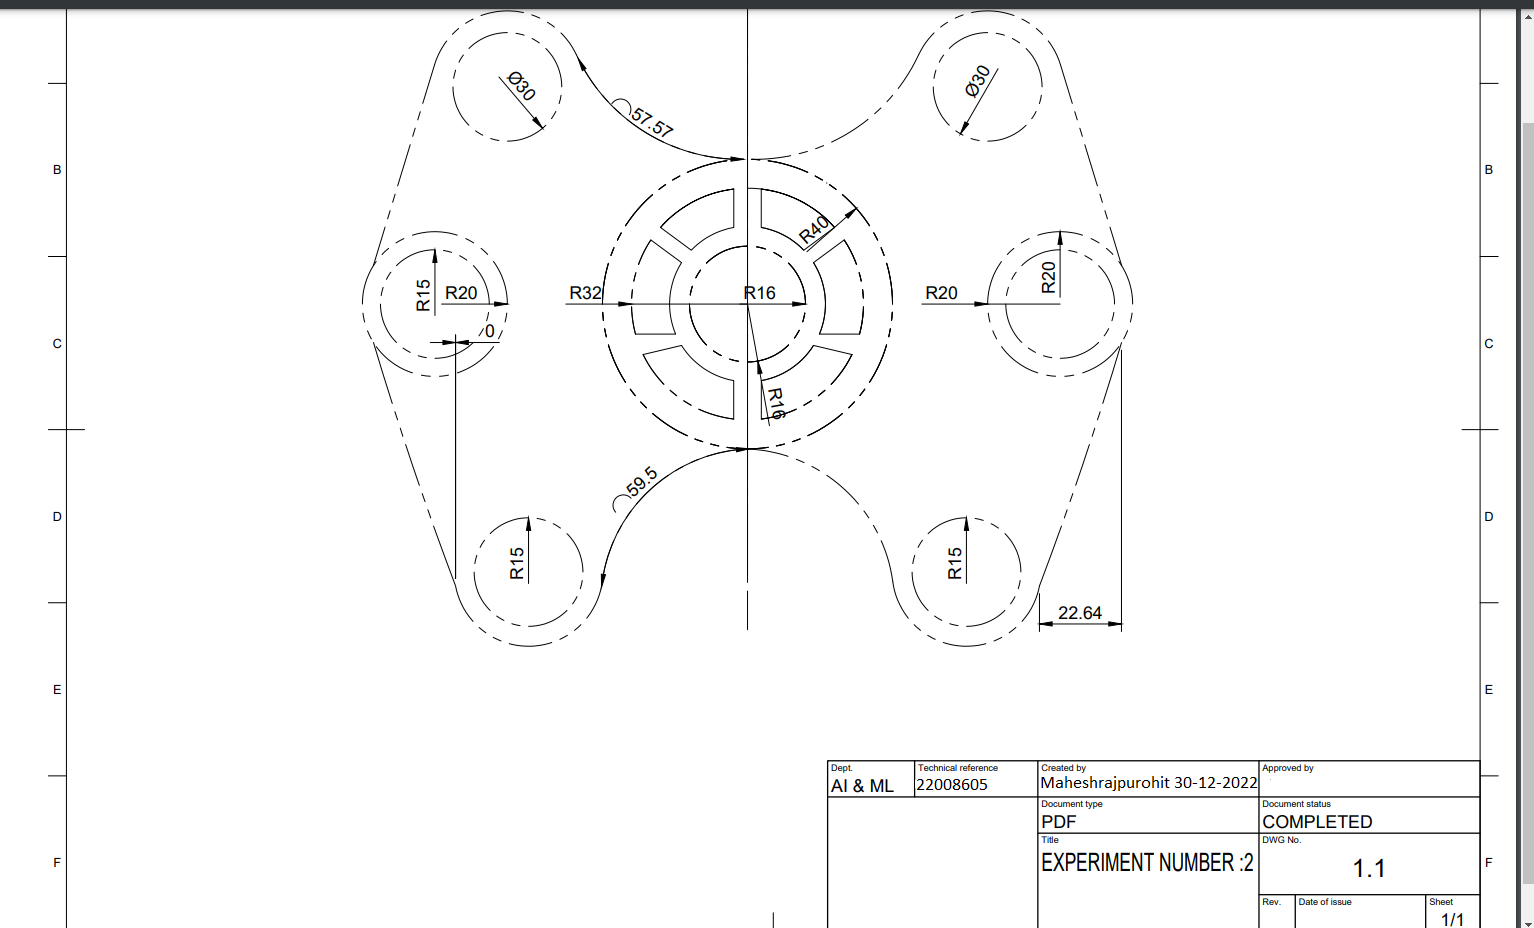 Ø30
Ø30
57.57
B
B
R40
R15
R20
R32
R16
R20
R20
0
C
C
R16
59.5
D
D
R15
R15
22.64
E
E
Dept.
AI & ML
Technical reference
22008605
Created by
Maheshrajpurohit 30-12-2022
Approved by
Document type
PDF
Document status
COMPLETED
Title
EXPERIMENT NUMBER :2
DWG No.
1.1
F
F
Rev.
Date of issue
Sheet
1/1